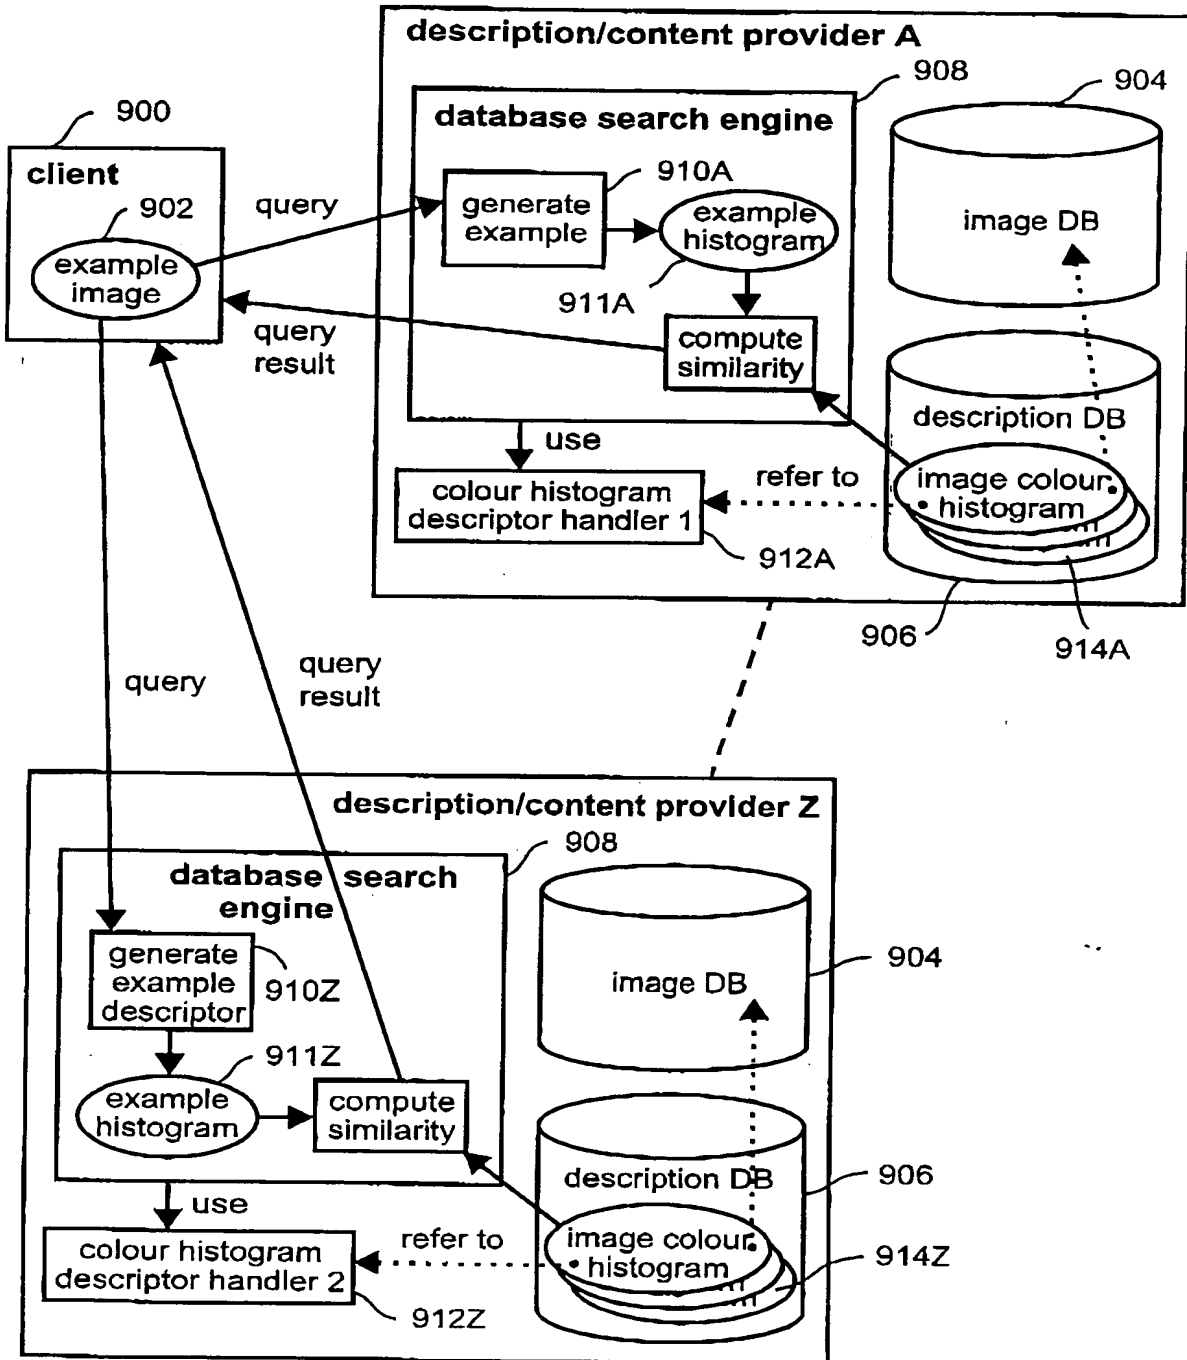 description/content provider A
908
904
900
database search engine
client
910A
902
query
generate
example
example
histogram
image DB
example
image
911A
query
result
compute
similarity
description DB
use
refer to
image colour
histogram
colour histogram
descriptor handler 1
912A
906
914A
query
result
query
description/content provider Z
908
database search
engine
generate
example
descriptor
910Z
904
image DB
911Z
example
histogram
compute
similarity
906
description DB
use
refer to
image colour
histogram
914Z
colour histogram
descriptor handler 2
912Z